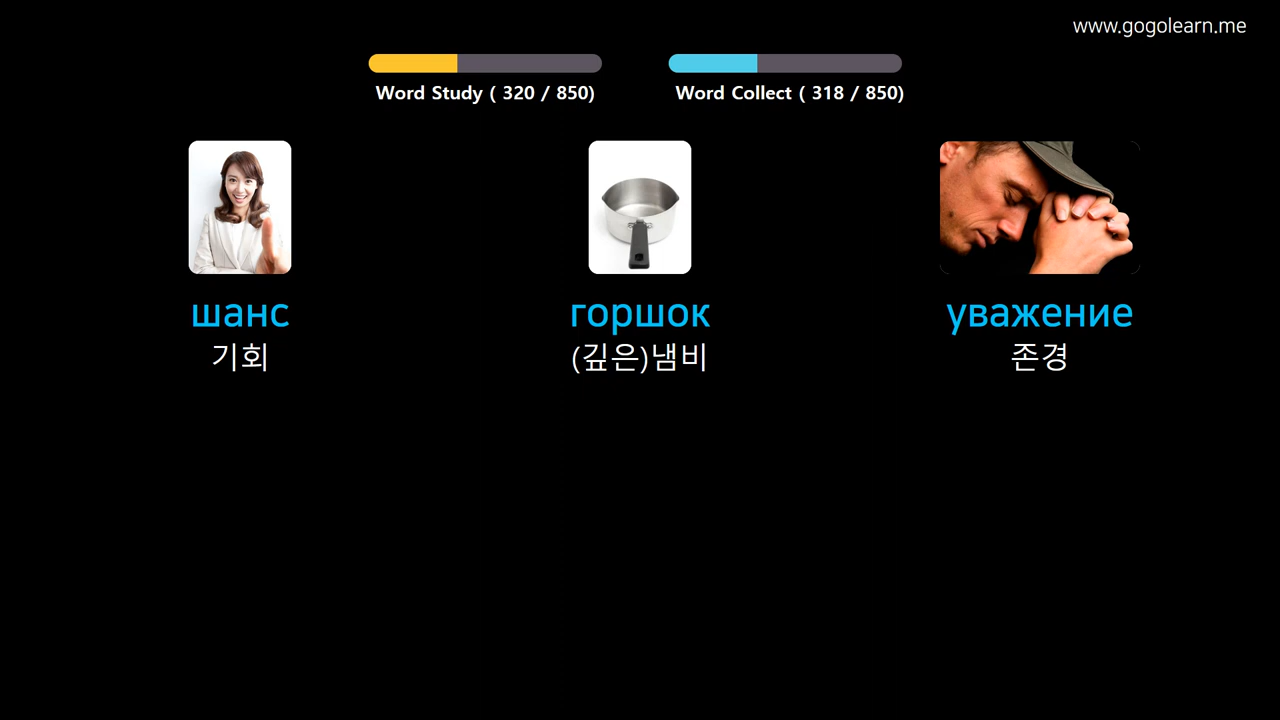 www.gogolearn.me
Word Study ( 320 / 850)
Word Collect ( 318 / 850)
шанс
기회
горшок
(깊은)냄비
уважение
존경